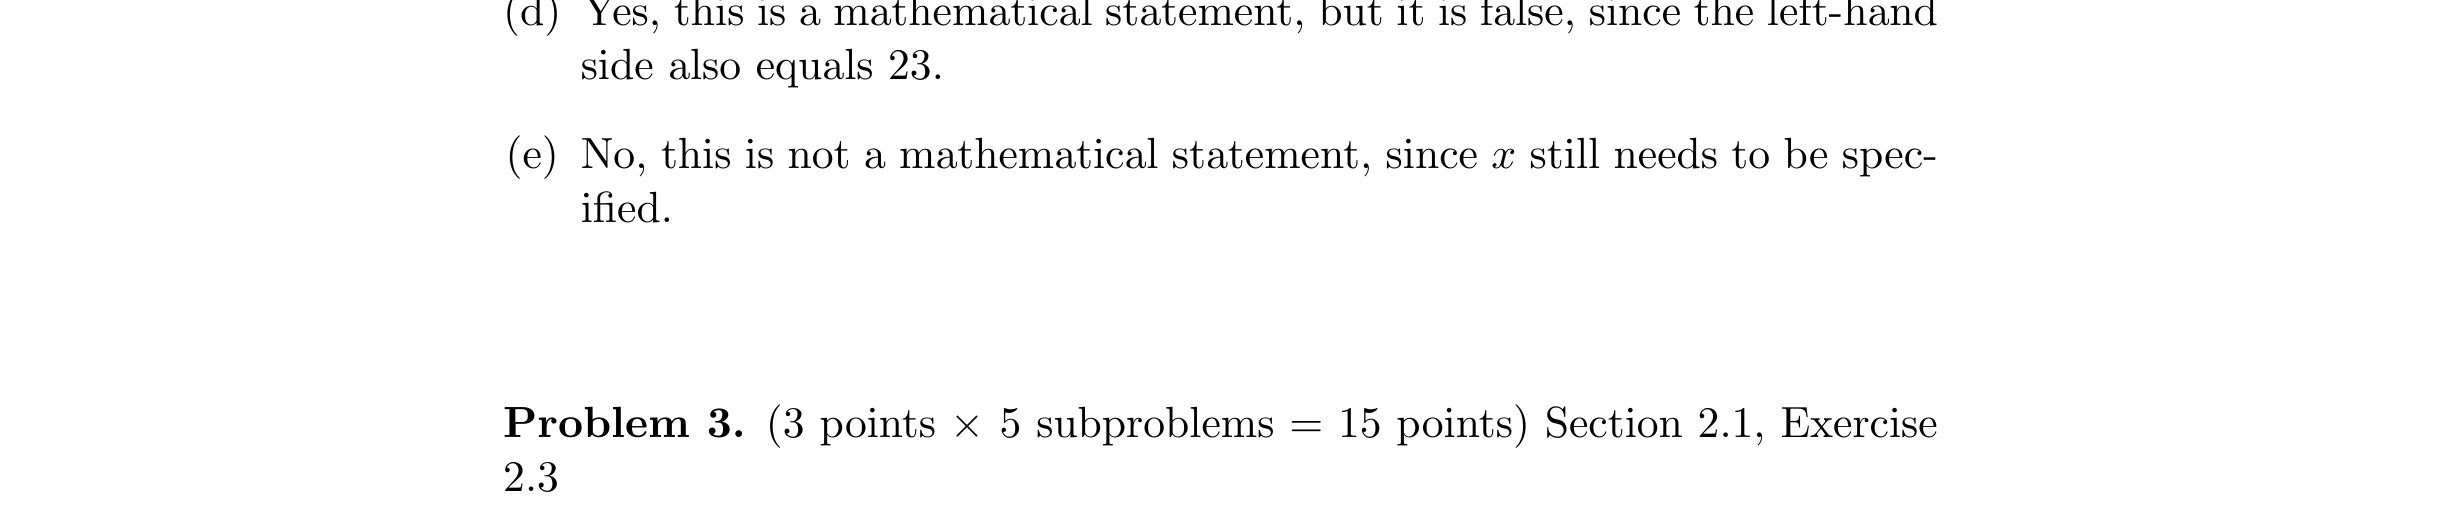 (d) Yes, this is a mathematical statement, but it is false, since the left-hand
side also equals 23.
(e) No, this is not a mathematical statement, since x still needs to be spec-
ified.
Problem 3. (3 points × 5 subproblems = 15 points) Section 2.1, Exercise
2.3